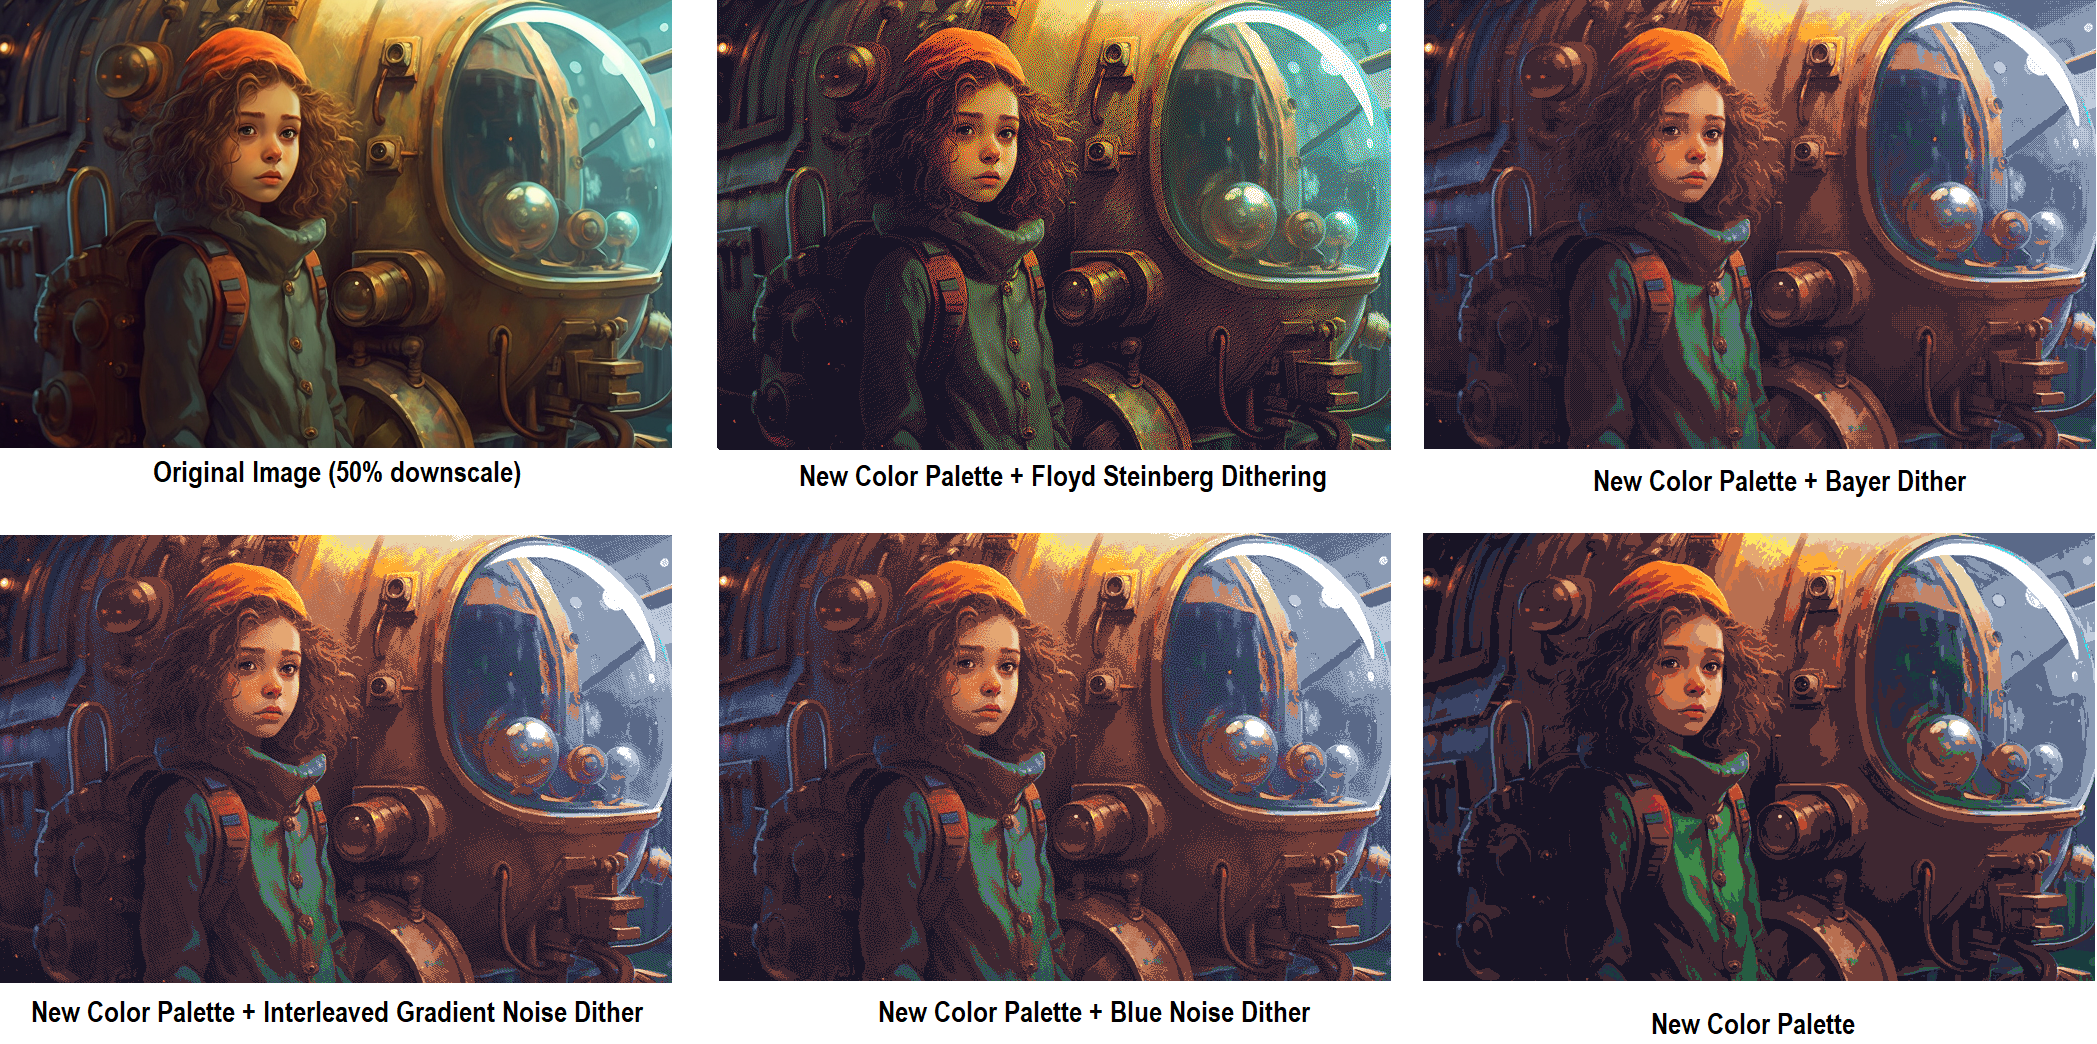 Original Image (50% downscale)
New Color Palette + Floyd Steinberg Dithering
New Color Palette + Bayer Dither
New Color Palette + Interleaved Gradient Noise Dither
New Color Palette + Blue Noise Dither
New Color Palette